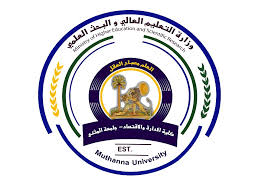 وزارة التعليم العالي و البحث العلمي
Ministry of Higher Education and Scientific Research
العلم مصباح العقل
كلية الادارة والاقتصاد - جامعة المثنى
EST.
Muthanna University